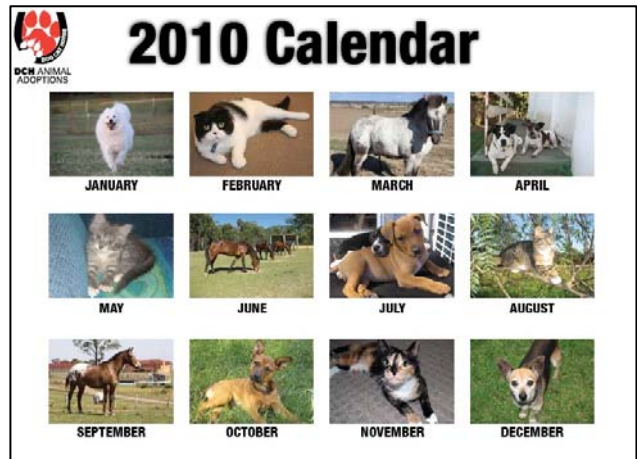 2010 Calendar
DCH ANIMAL
ADOPTIONS
JANUARY
FEBRUARY
MARCH
APRIL
MAY
JUNE
JULY
AUGUST
SEPTEMBER
OCTOBER
NOVEMBER
DECEMBER